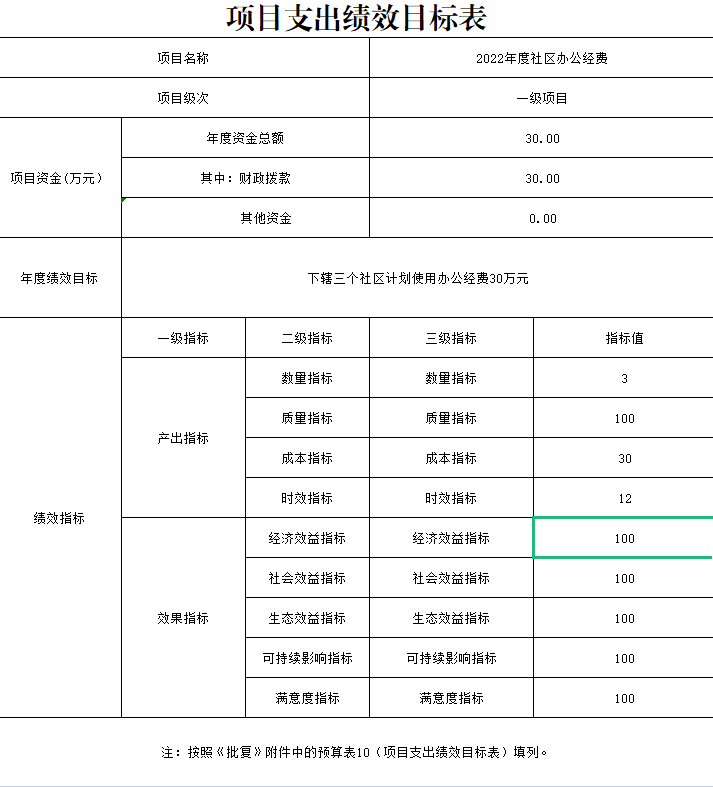 项目支出绩效目标表
项目名称 2022年度社区办公经费
项目级次 一级项目
项目资金(万元） 年度资金总额 30.00
其中：财政拨款 30.00
其他资金 0.00
年度绩效目标 下辖三个社区计划使用办公经费30万元
绩效指标 一级指标 二级指标 三级指标 指标值
产出指标 数量指标 数量指标 3
质量指标 质量指标 100
成本指标 成本指标 30
时效指标 时效指标 12
效果指标 经济效益指标 经济效益指标 100
社会效益指标 社会效益指标 100
生态效益指标 生态效益指标 100
可持续影响指标 可持续影响指标 100
满意度指标 满意度指标 100
注：按照《批复》附件中的预算表10（项目支出绩效目标表）填列。